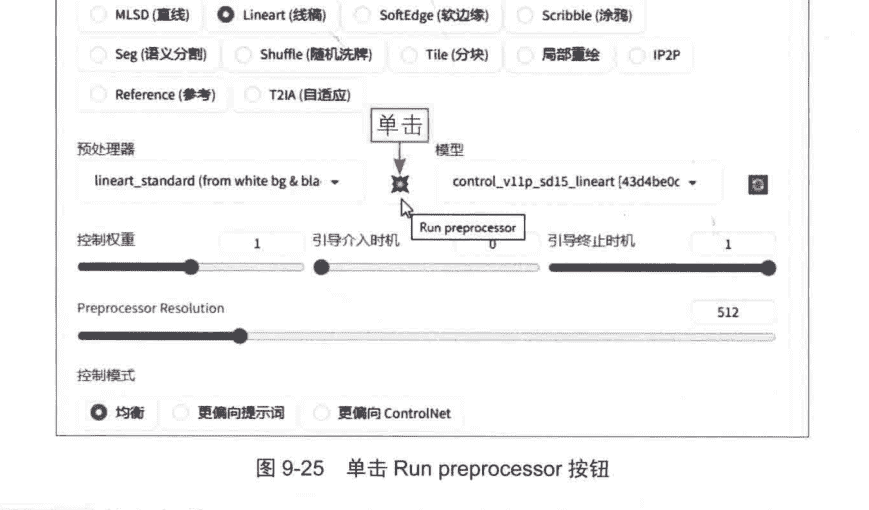 MLSD (直线) Lineart (线稿) SoftEdge (软边缘) Scribble (涂鸦)
Seg (语义分割) Shuffle (随机洗牌) Tile (分块) 局部重绘 IP2P
Reference (参考) T2IA (自适应)
单击
预处理器 模型
lineart_standard (from white bg & bla control_v11p_sd15_lineart [43d4be0c
Run preprocessor
控制权重 1 引导介入时机 0 引导终止时机 1
Preprocessor Resolution 512
控制模式
均衡 更偏向提示词 更偏向 ControlNet
图 9-25 单击 Run preprocessor 按钮